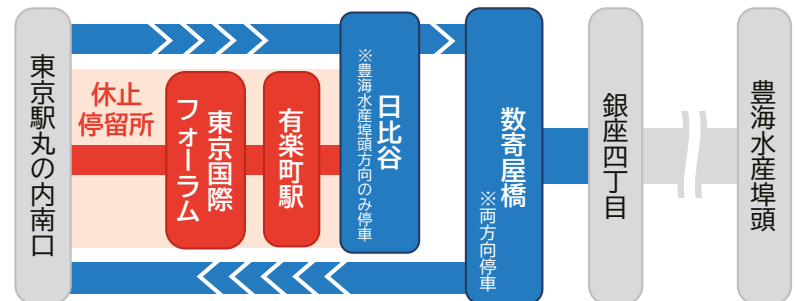 東京駅丸の内南口
休止
停留所
東京国際
フォーラム
有楽町駅
日比谷
※豊海水産埠頭方向のみ停車
数寄屋橋
※両方向停車
銀座四丁目
豊海水産埠頭